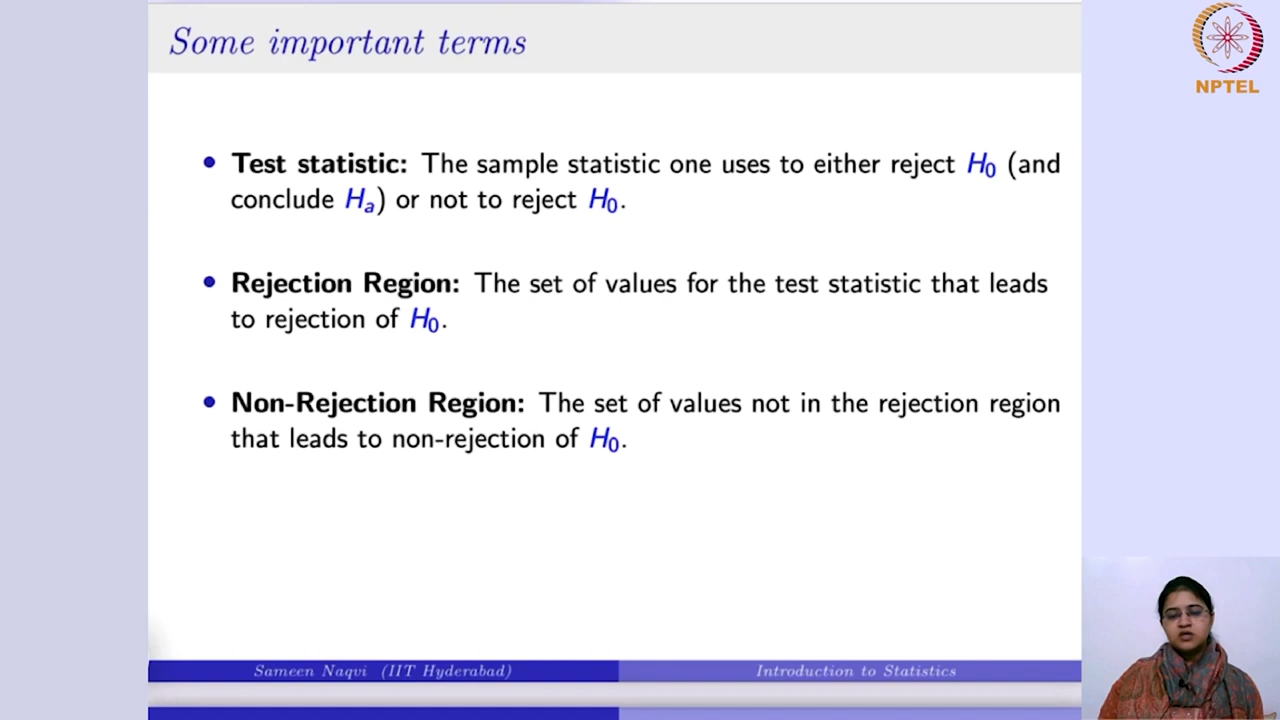 Some important terms
NPTEL
• Test statistic: The sample statistic one uses to either reject H₀ (and
conclude Hₐ) or not to reject H₀.
• Rejection Region: The set of values for the test statistic that leads
to rejection of H₀.
• Non-Rejection Region: The set of values not in the rejection region
that leads to non-rejection of H₀.
Sameen Naqvi (IIT Hyderabad)
Introduction to Statistics